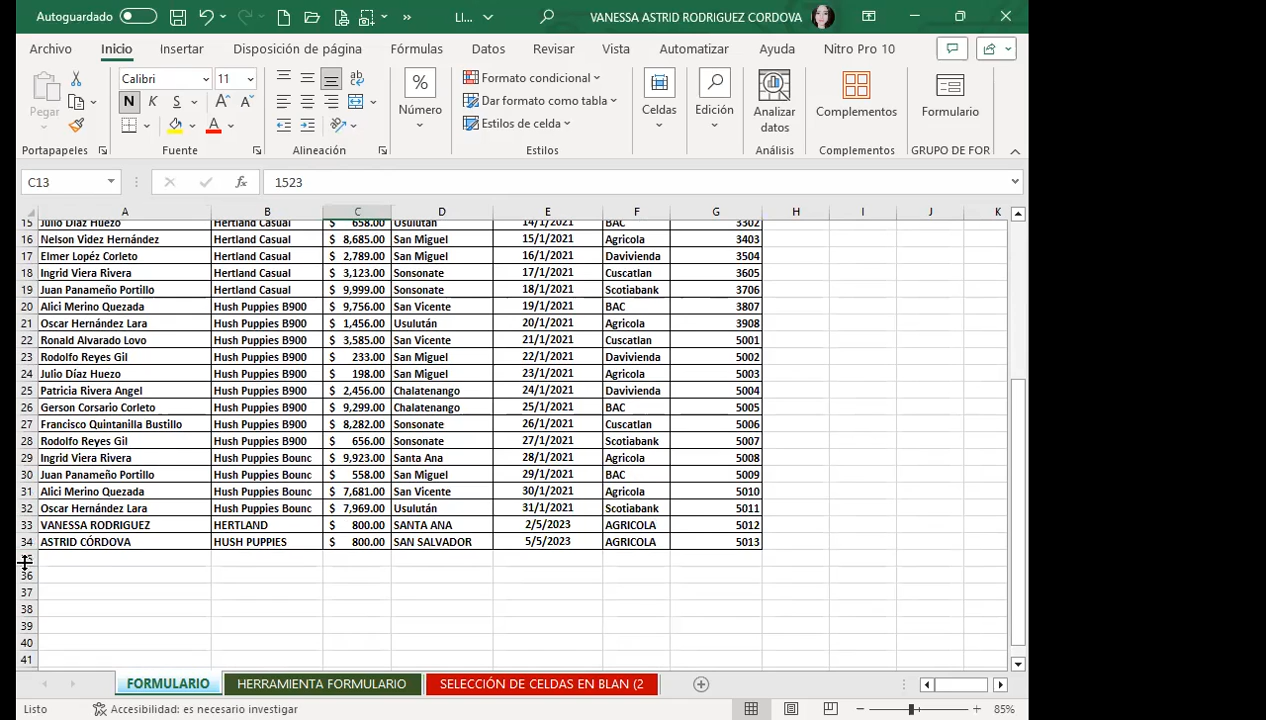 Autoguardado LI... VANESSA ASTRID RODRIGUEZ CORDOVA
Archivo Inicio Insertar Disposición de página Fórmulas Datos Revisar Vista Automatizar Ayuda Nitro Pro 10
Pegar Calibri 11 Número Formato condicional Celdas Edición Analizar datos Complementos Formulario
N K S Dar formato como tabla
Estilos de celda
Portapapeles Fuente Alineación Estilos Análisis Complementos GRUPO DE FOR
C13 fx 1523
A B C D E F G H I J K
15 Julio Díaz Huezo Hertland Casual $ 658.00 Usulután 14/1/2021 BAC 3302
16 Nelson Videz Hernández Hertland Casual $ 8,685.00 San Miguel 15/1/2021 Agricola 3403
17 Elmer Lopéz Corleto Hertland Casual $ 2,789.00 San Miguel 16/1/2021 Davivienda 3504
18 Ingrid Viera Rivera Hertland Casual $ 3,123.00 Sonsonate 17/1/2021 Cuscatlan 3605
19 Juan Panameño Portillo Hertland Casual $ 9,999.00 Sonsonate 18/1/2021 Scotiabank 3706
20 Alici Merino Quezada Hush Puppies B900 $ 9,756.00 San Vicente 19/1/2021 BAC 3807
21 Oscar Hernández Lara Hush Puppies B900 $ 1,456.00 Usulután 20/1/2021 Agricola 3908
22 Ronald Alvarado Lovo Hush Puppies B900 $ 3,585.00 San Vicente 21/1/2021 Cuscatlan 5001
23 Rodolfo Reyes Gil Hush Puppies B900 $ 233.00 San Miguel 22/1/2021 Davivienda 5002
24 Julio Díaz Huezo Hush Puppies B900 $ 198.00 San Miguel 23/1/2021 Agricola 5003
25 Patricia Rivera Angel Hush Puppies B900 $ 2,456.00 Chalatenango 24/1/2021 Davivienda 5004
26 Gerson Corsario Corleto Hush Puppies B900 $ 9,299.00 Chalatenango 25/1/2021 BAC 5005
27 Francisco Quintanilla Bustillo Hush Puppies B900 $ 8,282.00 Sonsonate 26/1/2021 Cuscatlan 5006
28 Rodolfo Reyes Gil Hush Puppies B900 $ 656.00 Sonsonate 27/1/2021 Scotiabank 5007
29 Ingrid Viera Rivera Hush Puppies Bounc $ 9,923.00 Santa Ana 28/1/2021 Agricola 5008
30 Juan Panameño Portillo Hush Puppies Bounc $ 558.00 San Miguel 29/1/2021 BAC 5009
31 Alici Merino Quezada Hush Puppies Bounc $ 7,681.00 San Vicente 30/1/2021 Agricola 5010
32 Oscar Hernández Lara Hush Puppies Bounc $ 7,969.00 Usulután 31/1/2021 Scotiabank 5011
33 VANESSA RODRIGUEZ HERTLAND $ 800.00 SANTA ANA 2/5/2023 AGRICOLA 5012
34 ASTRID CÓRDOVA HUSH PUPPIES $ 800.00 SAN SALVADOR 5/5/2023 AGRICOLA 5013
36
37
38
39
40
41
FORMULARIO HERRAMIENTA FORMULARIO SELECCIÓN DE CELDAS EN BLAN (2
Listo Accesibilidad: es necesario investigar 85%